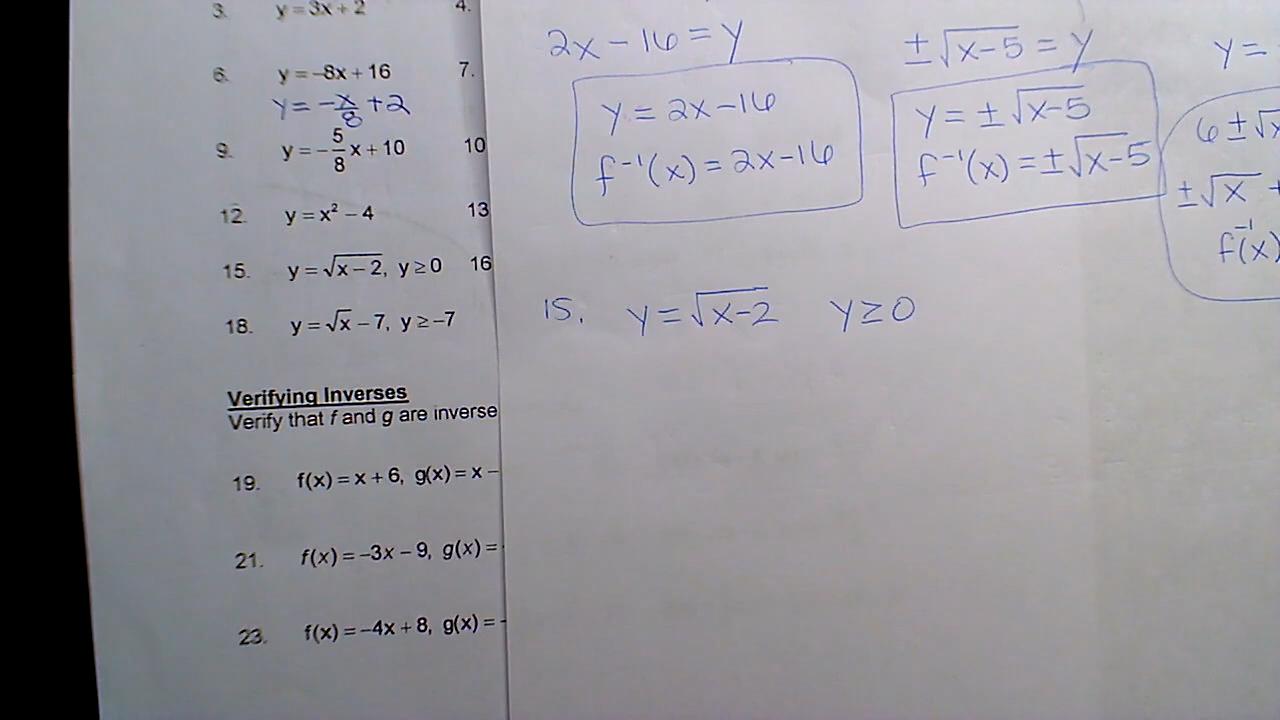 3. y = 3x + 2 4.
6. y = −8x + 16 7.
y = −x/8 + 2
9. y = −5/8x + 10 10
12. y = x² − 4 13
15. y = √(x − 2), y ≥ 0 16
18. y = √x − 7, y ≥ −7
Verifying Inverses
Verify that f and g are inverse
19. f(x) = x + 6, g(x) = x −
21. f(x) = −3x − 9, g(x) =
23. f(x) = −4x + 8, g(x) = −
2x − 16 = y
y = 2x − 16
f⁻¹(x) = 2x − 16
±√(x−5) = y
y = ±√(x−5)
f⁻¹(x) = ±√(x−5)
y =
6 ± √x
±√x +
f⁻¹(x)
15. y = √(x−2) y ≥ 0